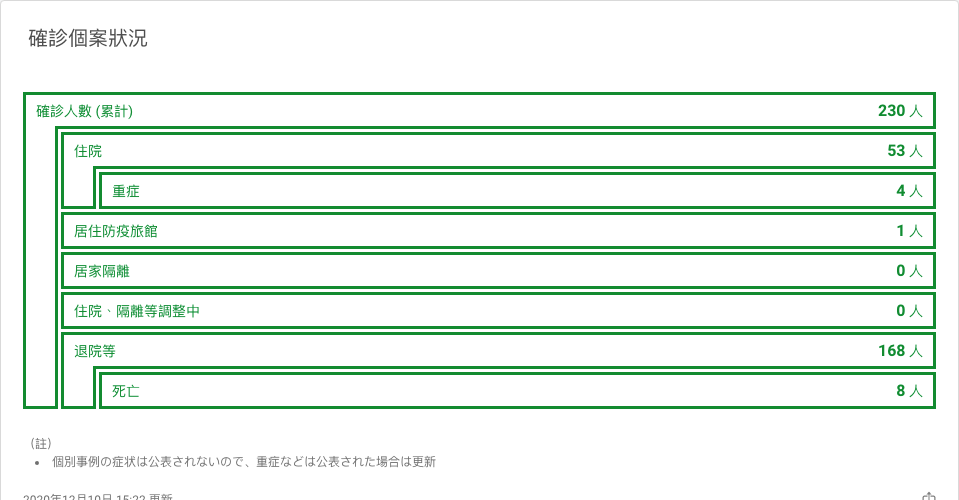 確診個案狀況
確診人數 (累計) 230 人
住院 53 人
重症 4 人
居住防疫旅館 1 人
居家隔離 0 人
住院、隔離等調整中 0 人
退院等 168 人
死亡 8 人
(註)
• 個別事例の症状は公表されないので、重症などは公表された場合は更新
2020年12月10日 15:22 更新